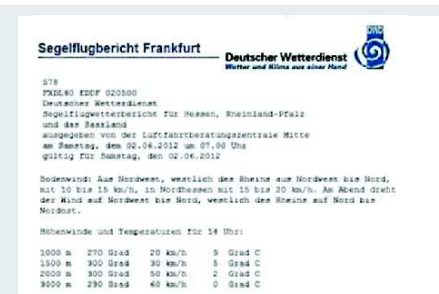 Segelflugbericht Frankfurt
Deutscher Wetterdienst
Wetter und Klima aus einer Hand
DWD
578
FXDL40 EDDF 020500
Deutscher Wetterdienst
Segelflugwetterbericht für Hessen, Rheinland-Pfalz
und das Saarland
ausgegeben von der Luftfahrtberatungszentrale Mitte
am Samstag, dem 02.06.2012 um 07.00 Uhr
gültig für Samstag, den 02.06.2012
Bodenwind: Aus Nordwest, westlich des Rheins aus Nordwest bis Nord,
mit 10 bis 15 km/h, in Nordhessen mit 15 bis 20 km/h. Am Abend dreht
der Wind auf Nordwest bis Nord, westlich des Rheins auf Nord bis
Nordost.
Höhenwinde und Temperaturen für 14 Uhr:
1000 m 270 Grad 20 km/h 9 Grad C
1500 m 300 Grad 30 km/h 5 Grad C
2000 m 300 Grad 50 km/h 2 Grad C
3000 m 290 Grad 60 km/h 0 Grad C